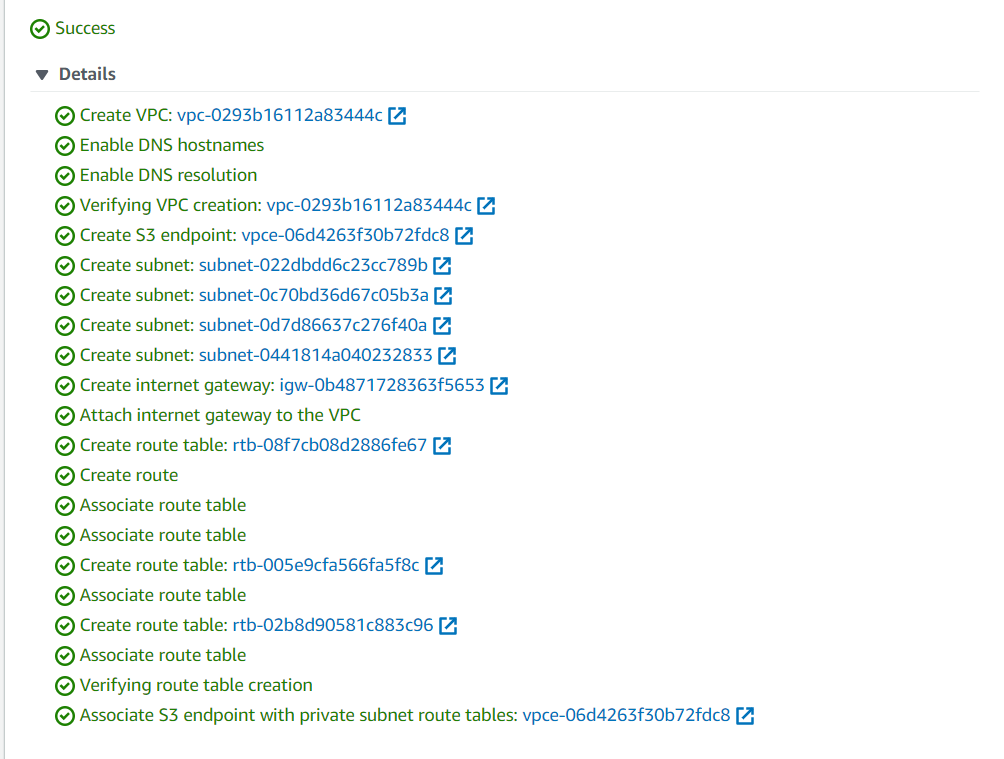 Success
Details
Create VPC: vpc-0293b16112a83444c
Enable DNS hostnames
Enable DNS resolution
Verifying VPC creation: vpc-0293b16112a83444c
Create S3 endpoint: vpce-06d4263f30b72fdc8
Create subnet: subnet-022dbdd6c23cc789b
Create subnet: subnet-0c70bd36d67c05b3a
Create subnet: subnet-0d7d86637c276f40a
Create subnet: subnet-0441814a040232833
Create internet gateway: igw-0b4871728363f5653
Attach internet gateway to the VPC
Create route table: rtb-08f7cb08d2886fe67
Create route
Associate route table
Associate route table
Create route table: rtb-005e9cfa566fa5f8c
Associate route table
Create route table: rtb-02b8d90581c883c96
Associate route table
Verifying route table creation
Associate S3 endpoint with private subnet route tables: vpce-06d4263f30b72fdc8